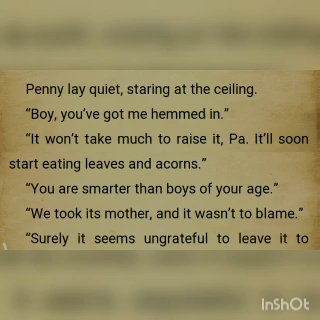 Penny lay quiet, staring at the ceiling.
“Boy, you’ve got me hemmed in.”
“It won’t take much to raise it, Pa. It’ll soon
start eating leaves and acorns.”
“You are smarter than boys of your age.”
“We took its mother, and it wasn’t to blame.”
“Surely it seems ungrateful to leave it to
InShOt